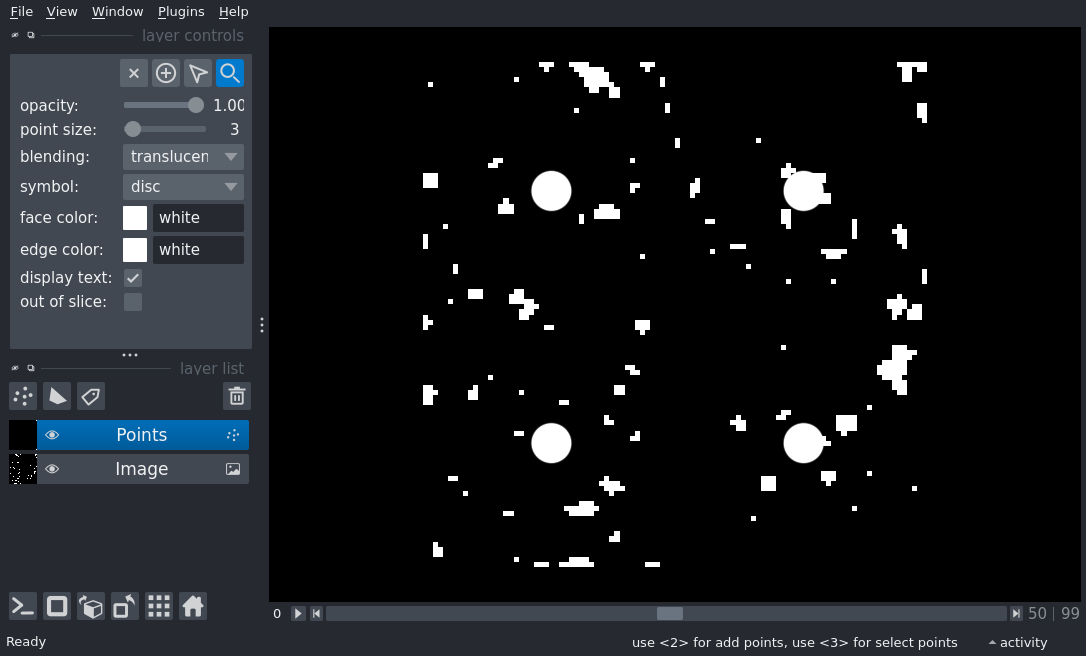 File View Window Plugins Help
layer controls
opacity: 1.00
point size: 3
blending: translucen
symbol: disc
face color: white
edge color: white
display text:
out of slice:
layer list
Points
Image
0 50 | 99
Ready use <2> for add points, use <3> for select points activity